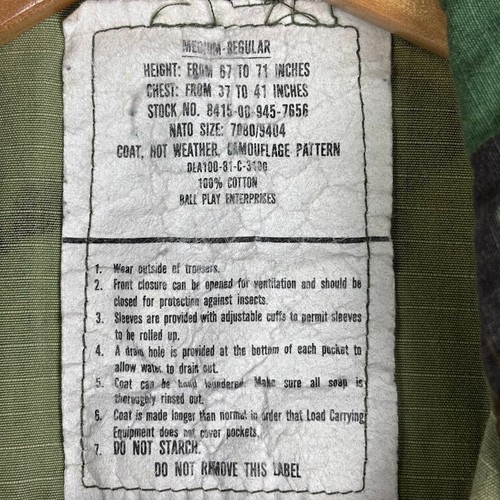 MEDIUM-REGULAR
HEIGHT: FROM 67 TO 71 INCHES
CHEST: FROM 37 TO 41 INCHES
STOCK NO. 8415-00-945-7656
NATO SIZE: 7080/9404
COAT, HOT WEATHER, CAMOUFLAGE PATTERN
DLA100-81-C-3100
100% COTTON
BALL PLAY ENTERPRISES
1. Wear outside of trousers.
2. Front closure can be opened for ventilation and should be
closed for protection against insects.
3. Sleeves are provided with adjustable cuffs to permit sleeves
to be rolled up.
4. A drain hole is provided at the bottom of each pocket to
allow water to drain out.
5. Coat can be hand laundered. Make sure all soap is
thoroughly rinsed out.
6. Coat is made longer than normal in order that Load Carrying
Equipment does not cover pockets.
7. DO NOT STARCH.
DO NOT REMOVE THIS LABEL